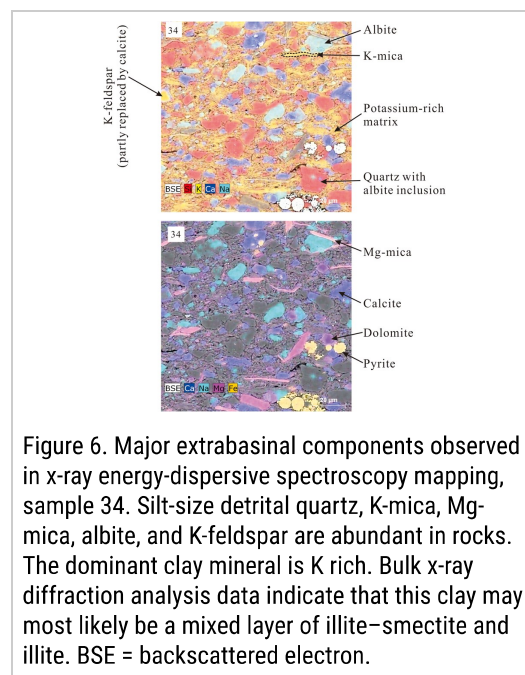 34
Albite
K-mica
K-feldspar
(partly replaced by calcite)
Potassium-rich
matrix
Quartz with
albite inclusion
BSE Si K Ca Na
34
Mg-mica
Calcite
Dolomite
Pyrite
BSE Ca Na Mg Fe
20 µm
Figure 6. Major extrabasinal components observed
in x-ray energy-dispersive spectroscopy mapping,
sample 34. Silt-size detrital quartz, K-mica, Mg-
mica, albite, and K-feldspar are abundant in rocks.
The dominant clay mineral is K rich. Bulk x-ray
diffraction analysis data indicate that this clay may
most likely be a mixed layer of illite–smectite and
illite. BSE = backscattered electron.